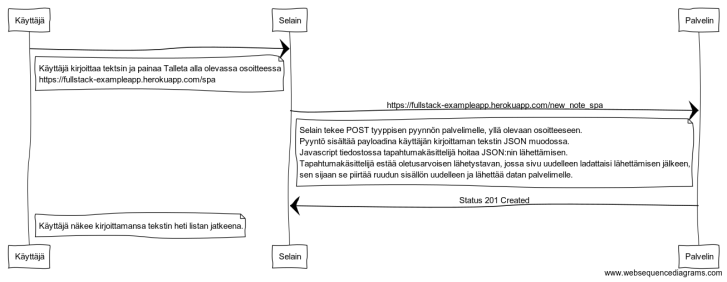 Käyttäjä
Selain
Palvelin
Käyttäjä kirjoittaa tektsin ja painaa Talleta alla olevassa osoitteessa
https://fullstack-exampleapp.herokuapp.com/spa
https://fullstack-exampleapp.herokuapp.com/new_note_spa
Selain tekee POST tyyppisen pyynnön palvelimelle, yllä olevaan osoitteeseen.
Pyyntö sisältää payloadina käyttäjän kirjoittaman tekstin JSON muodossa.
Javascript tiedostossa tapahtumakäsittelijä hoitaa JSON:nin lähettämisen.
Tapahtumakäsittelijä estää oletusarvoisen lähetystavan, jossa sivu uudelleen ladattaisi lähettämisen jälkeen,
sen sijaan se piirtää ruudun sisällön uudelleen ja lähettää datan palvelimelle.
Status 201 Created
Käyttäjä näkee kirjoittamansa tekstin heti listan jatkeena.
Käyttäjä
Selain
Palvelin
www.websequencediagrams.com